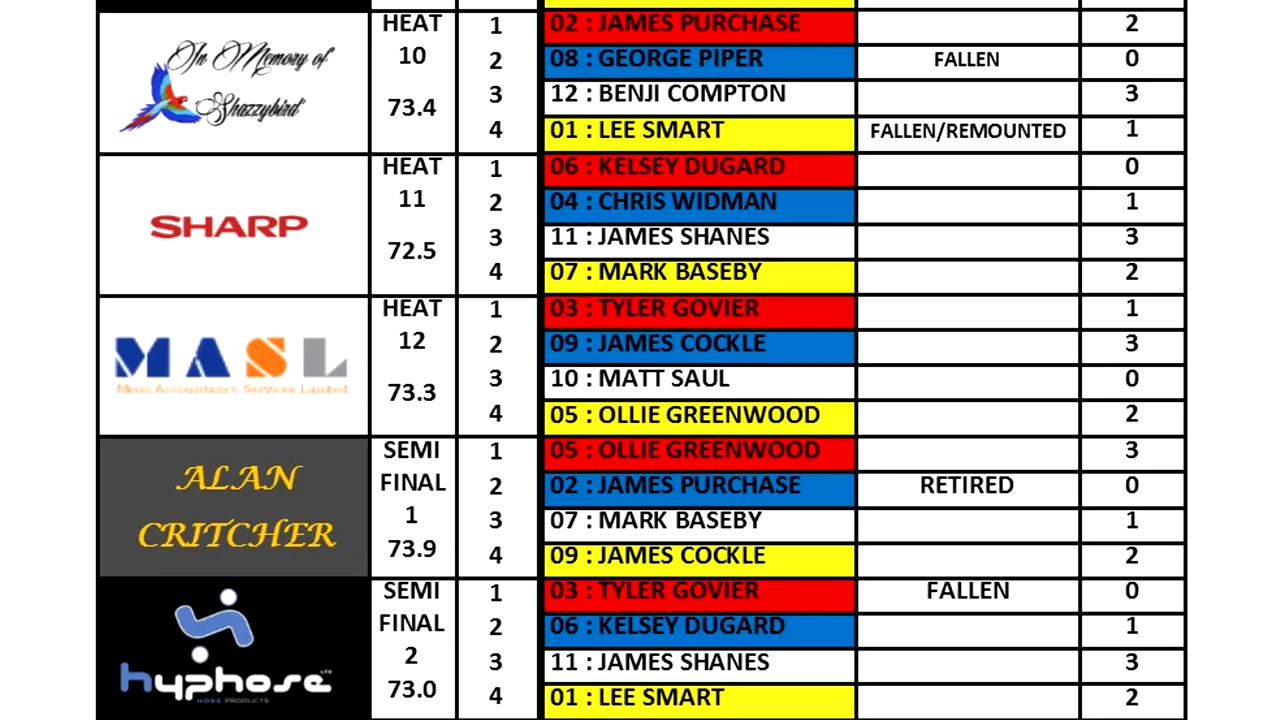 In Memory of
Shazzybird
HEAT
10
73.4
1 02 : JAMES PURCHASE 2
2 08 : GEORGE PIPER FALLEN 0
3 12 : BENJI COMPTON 3
4 01 : LEE SMART FALLEN/REMOUNTED 1
SHARP
HEAT
11
72.5
1 06 : KELSEY DUGARD 0
2 04 : CHRIS WIDMAN 1
3 11 : JAMES SHANES 3
4 07 : MARK BASEBY 2
MASL
Meon Accountancy Services Limited
HEAT
12
73.3
1 03 : TYLER GOVIER 1
2 09 : JAMES COCKLE 3
3 10 : MATT SAUL 0
4 05 : OLLIE GREENWOOD 2
ALAN
CRITCHER
SEMI
FINAL
1
73.9
1 05 : OLLIE GREENWOOD 3
2 02 : JAMES PURCHASE RETIRED 0
3 07 : MARK BASEBY 1
4 09 : JAMES COCKLE 2
hyphose LTD
HOSE PRODUCTS
SEMI
FINAL
2
73.0
1 03 : TYLER GOVIER FALLEN 0
2 06 : KELSEY DUGARD 1
3 11 : JAMES SHANES 3
4 01 : LEE SMART 2